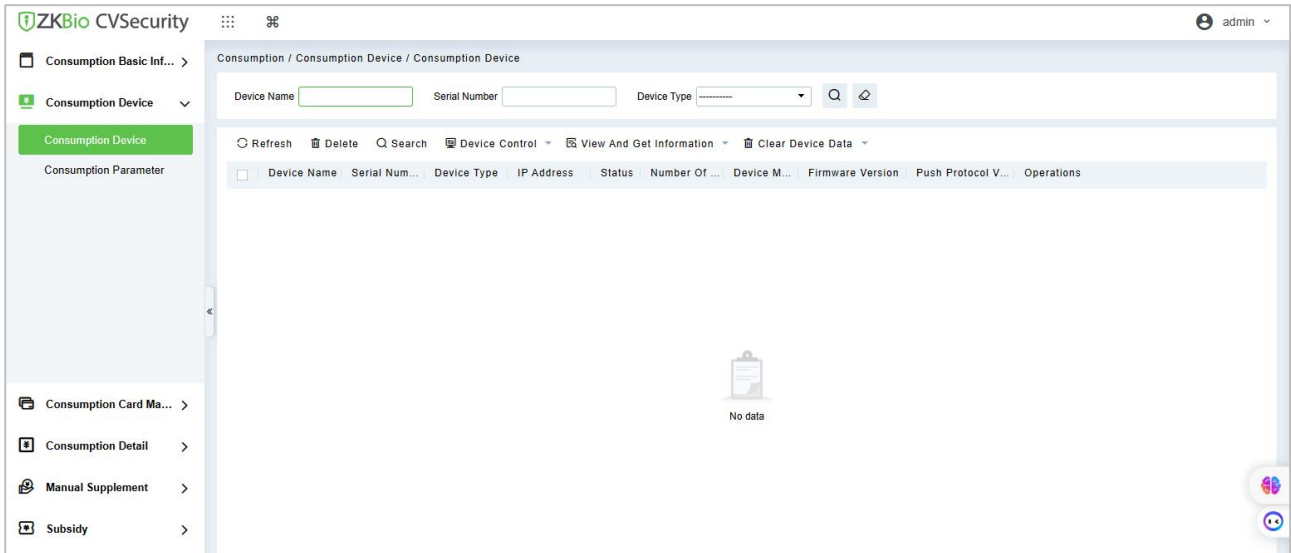 ZKBio CVSecurity
admin
Consumption Basic Inf...
Consumption Device
Consumption Device
Consumption Parameter
Consumption Card Ma...
Consumption Detail
Manual Supplement
Subsidy
Consumption / Consumption Device / Consumption Device
Device Name Serial Number Device Type ----------
Refresh Delete Search Device Control View And Get Information Clear Device Data
Device Name Serial Num... Device Type IP Address Status Number Of ... Device M... Firmware Version Push Protocol V... Operations
No data